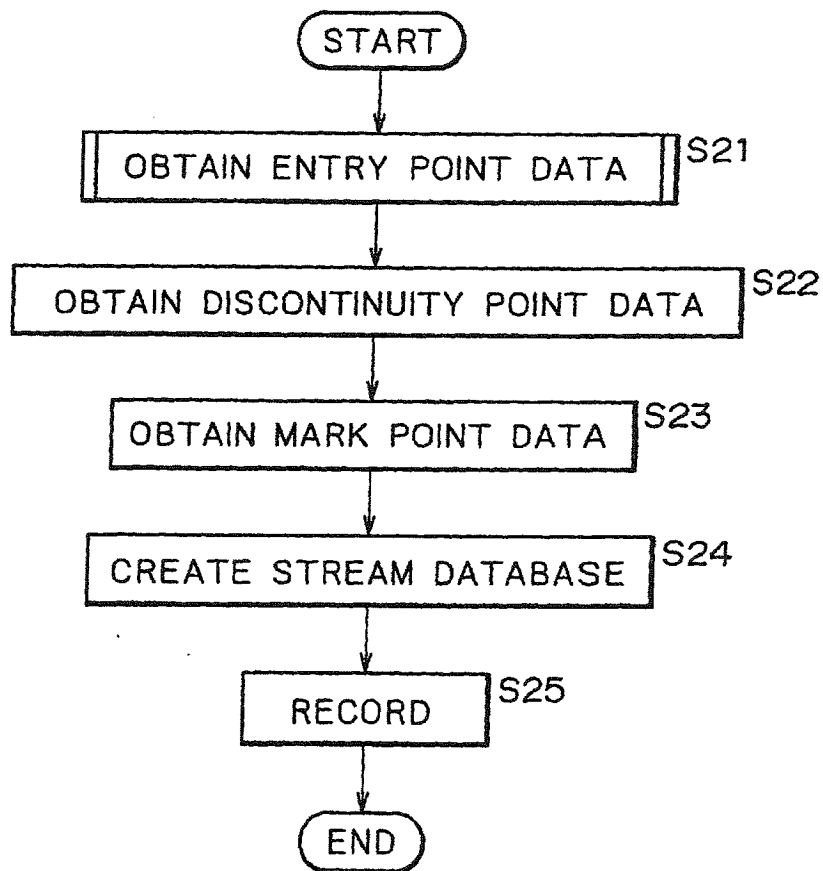 START
OBTAIN ENTRY POINT DATA
S21
OBTAIN DISCONTINUITY POINT DATA
S22
OBTAIN MARK POINT DATA
S23
CREATE STREAM DATABASE
S24
RECORD
S25
END